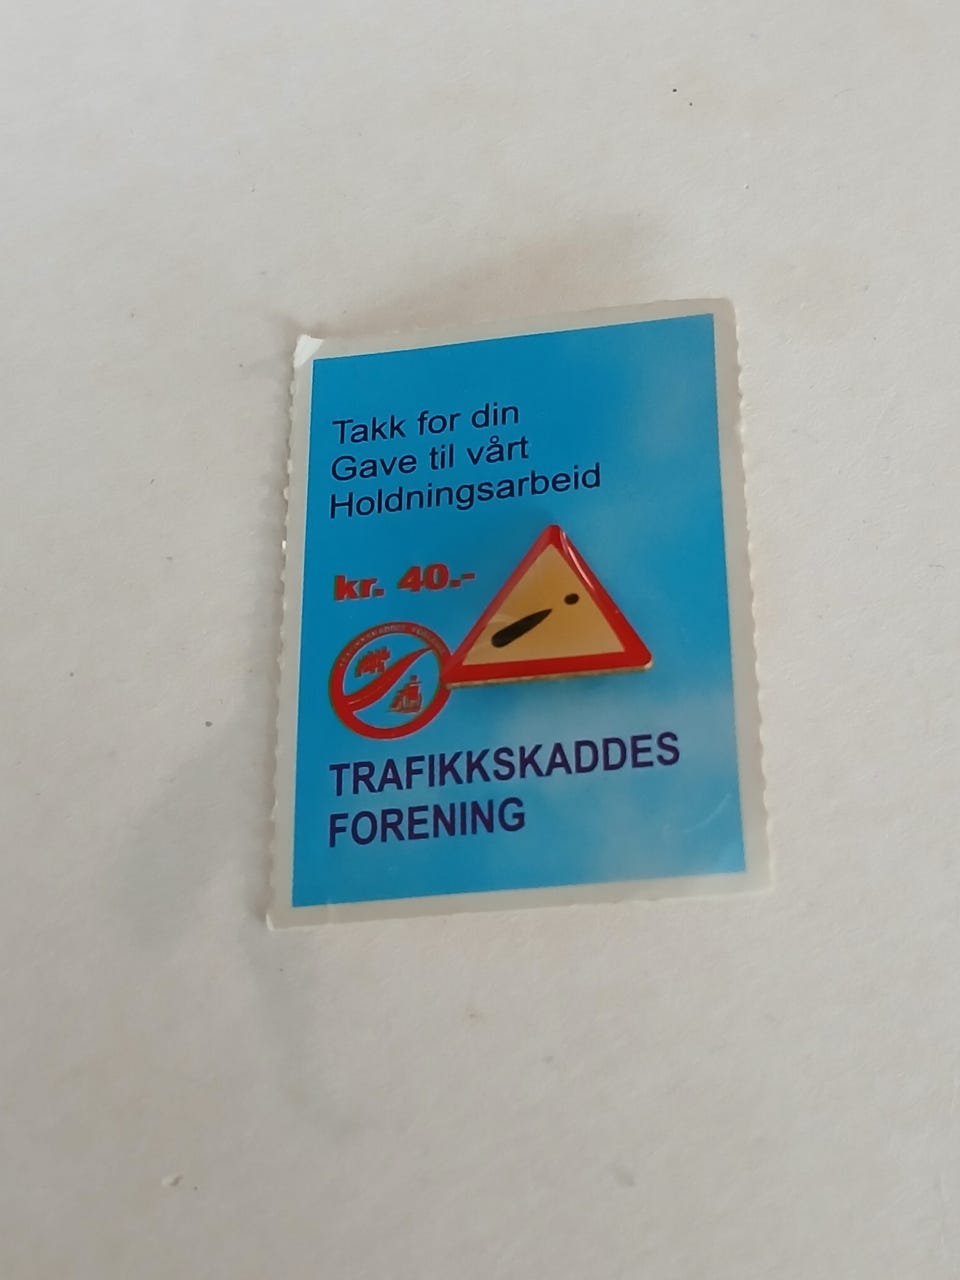 Takk for din
Gave til vårt
Holdningsarbeid
kr. 40.-
TRAFIKKSKADDES
FORENING